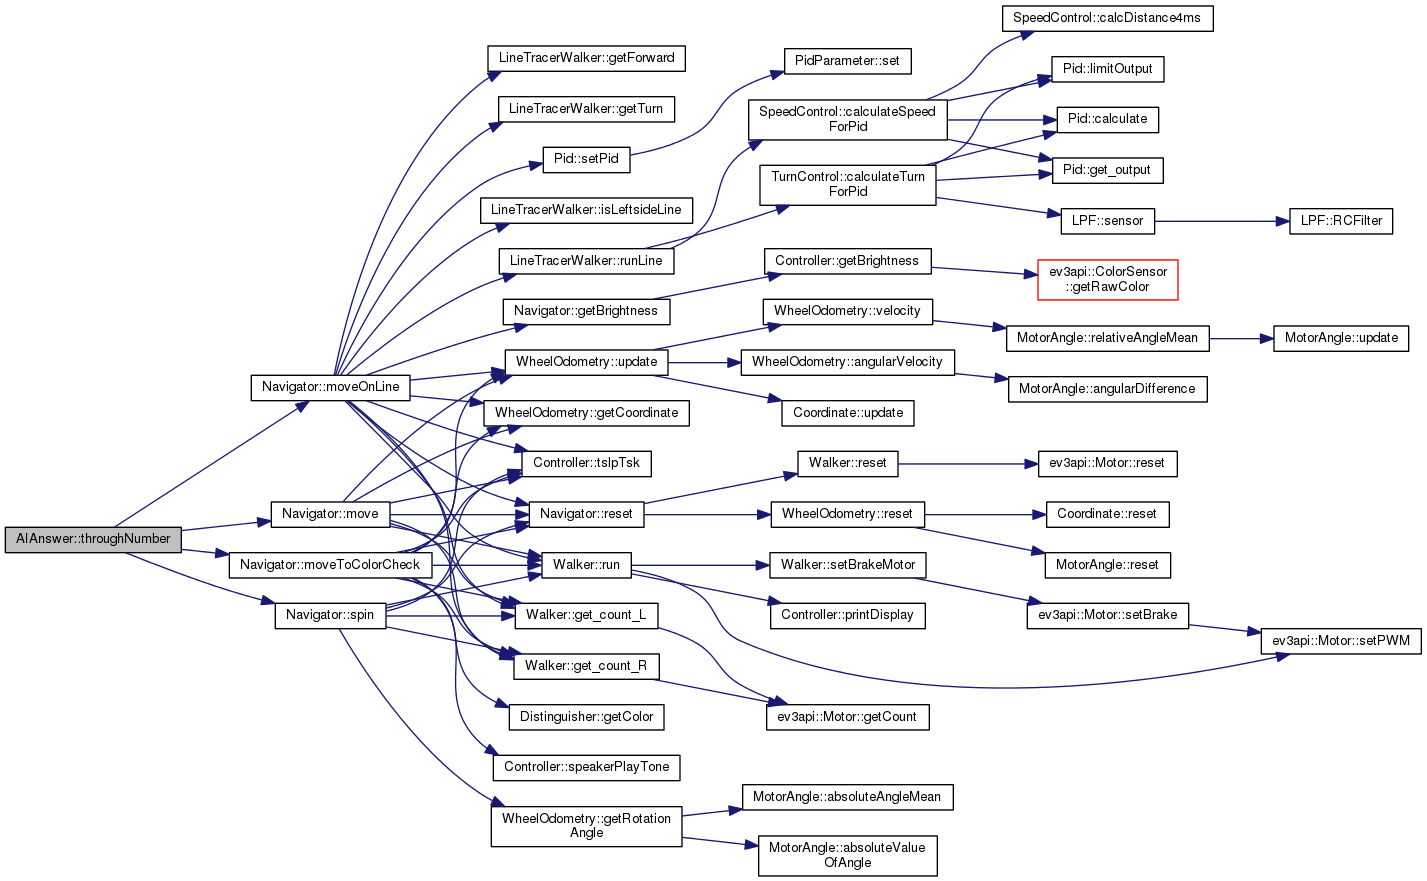 AIAnswer::throughNumber
Navigator::moveOnLine
Navigator::move
Navigator::moveToColorCheck
Navigator::spin
LineTracerWalker::getForward
LineTracerWalker::getTurn
Pid::setPid
LineTracerWalker::isLeftsideLine
LineTracerWalker::runLine
Navigator::getBrightness
WheelOdometry::update
WheelOdometry::getCoordinate
Controller::tslpTsk
Navigator::reset
Walker::run
Walker::get_count_L
Walker::get_count_R
Distinguisher::getColor
Controller::speakerPlayTone
WheelOdometry::getRotation
Angle
PidParameter::set
SpeedControl::calculateSpeed
ForPid
TurnControl::calculateTurn
ForPid
Controller::getBrightness
WheelOdometry::velocity
WheelOdometry::angularVelocity
Coordinate::update
Walker::reset
WheelOdometry::reset
Walker::setBrakeMotor
Controller::printDisplay
ev3api::Motor::getCount
MotorAngle::absoluteAngleMean
MotorAngle::absoluteValue
OfAngle
SpeedControl::calcDistance4ms
Pid::limitOutput
Pid::calculate
Pid::get_output
LPF::sensor
ev3api::ColorSensor
::getRawColor
MotorAngle::relativeAngleMean
MotorAngle::angularDifference
ev3api::Motor::reset
Coordinate::reset
MotorAngle::reset
ev3api::Motor::setBrake
LPF::RCFilter
MotorAngle::update
ev3api::Motor::setPWM